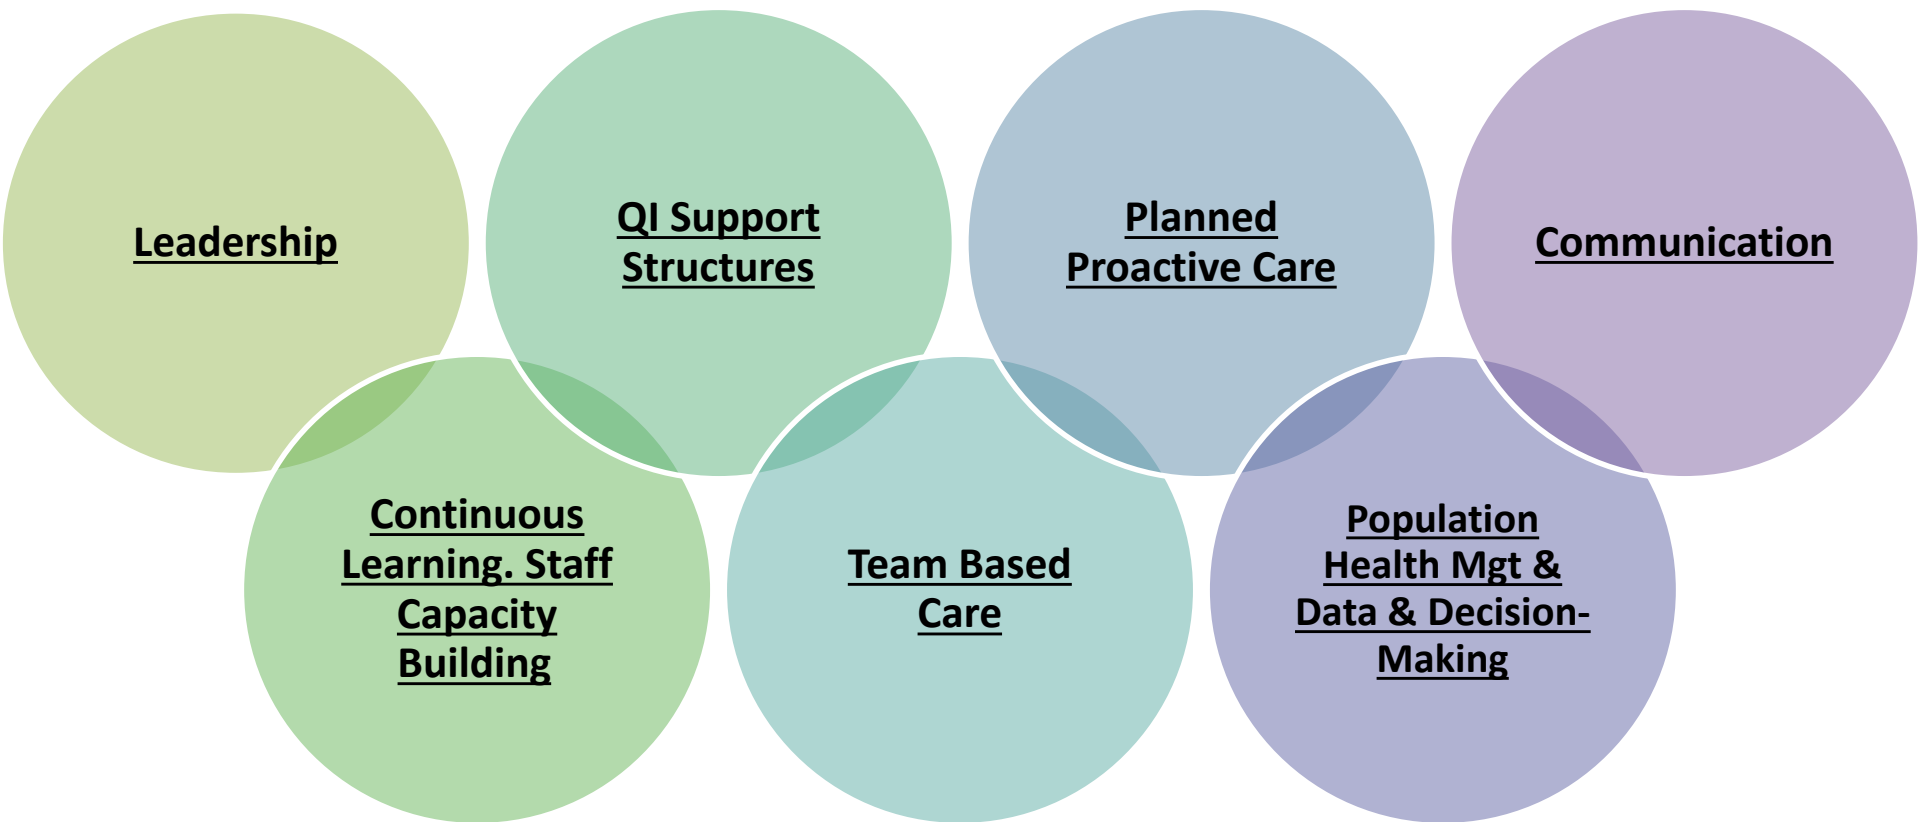 Leadership
QI Support
Structures
Planned
Proactive Care
Communication
Continuous
Learning. Staff
Capacity
Building
Team Based
Care
Population
Health Mgt &
Data & Decision-
Making